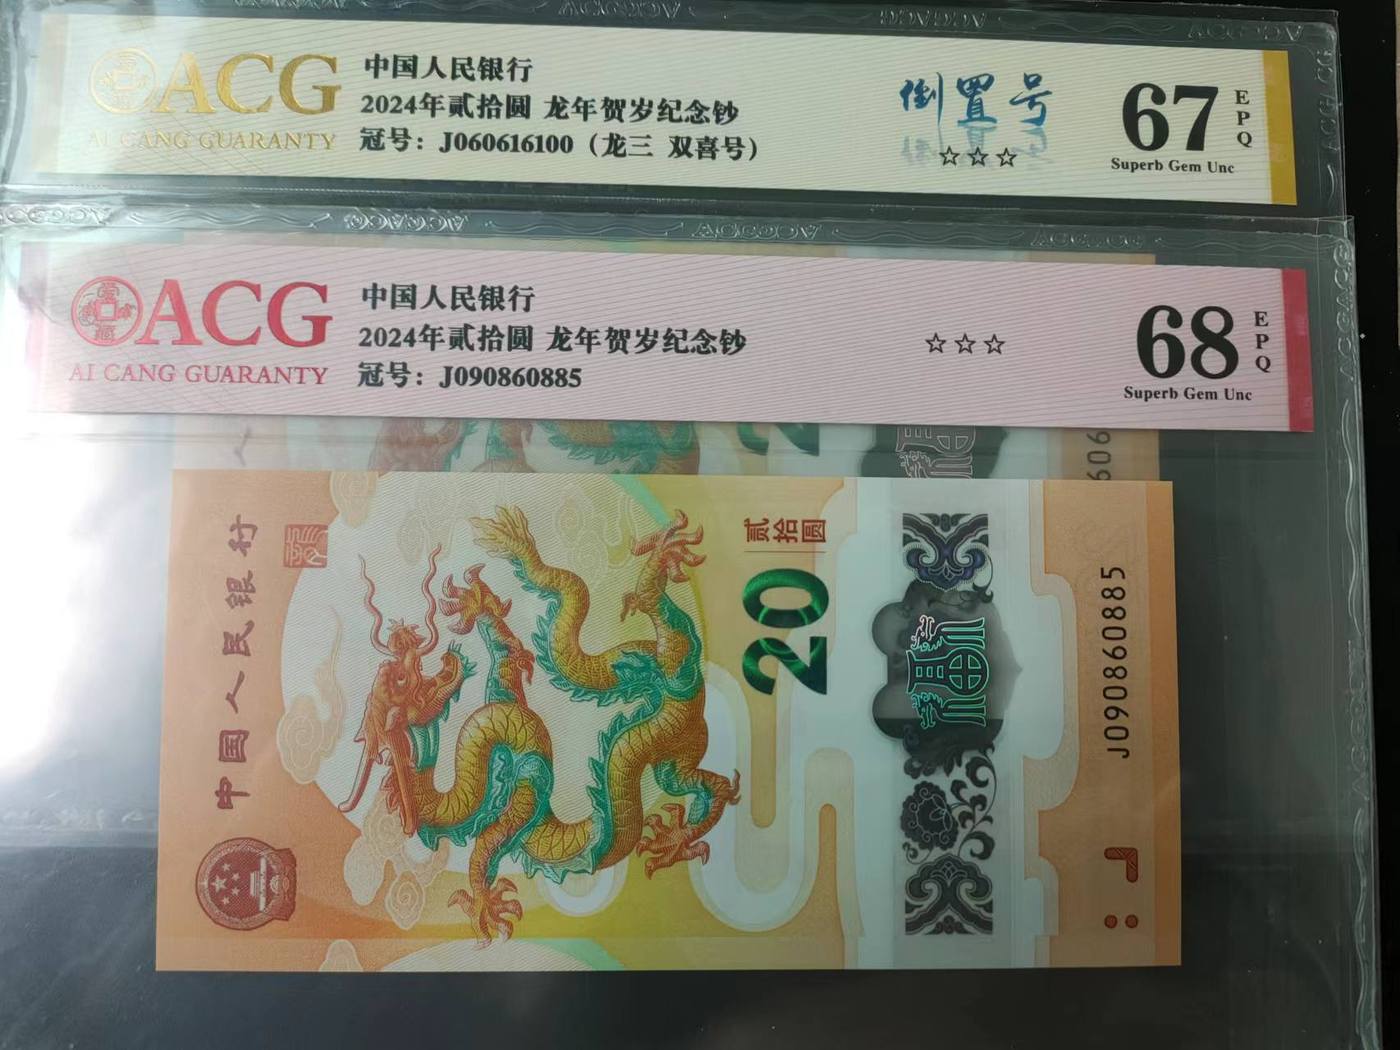 ACG
AI CANG GUARANTY
中国人民银行
2024年贰拾圆 龙年贺岁纪念钞
冠号：J060616100（龙三 双喜号）
倒置号
☆☆☆
67
EPQ
Superb Gem Unc
ACG
AI CANG GUARANTY
中国人民银行
2024年贰拾圆 龙年贺岁纪念钞
冠号：J090860885
☆☆☆
68
EPQ
Superb Gem Unc
606
中国人民银行
贰拾圆
20
福
J090860885